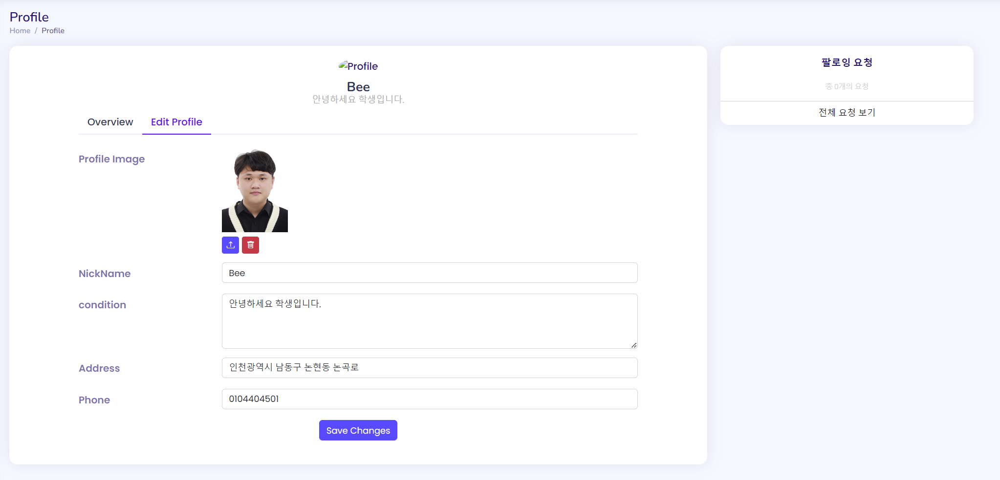 Profile
Home / Profile
Profile
Bee
안녕하세요 학생입니다.
Overview
Edit Profile
Profile Image
NickName
Bee
condition
안녕하세요 학생입니다.
Address
인천광역시 남동구 논현동 논곡로
Phone
0104404501
Save Changes
팔로잉 요청
총 0개의 요청
전체 요청 보기